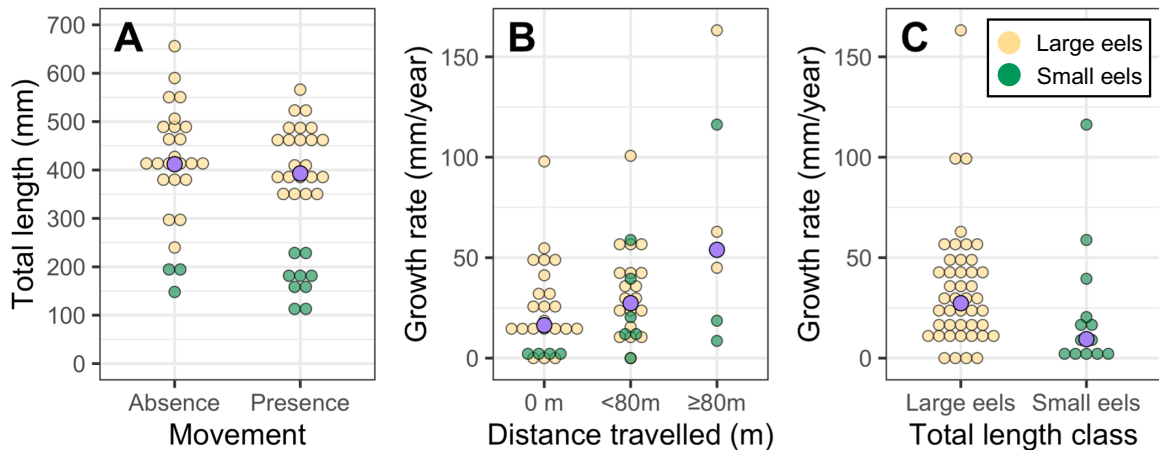 A
Total length (mm)
700
600
500
400
300
200
100
0
Absence
Presence
Movement
B
Growth rate (mm/year)
150
100
50
0
0 m
<80m
≥80m
Distance travelled (m)
C
Growth rate (mm/year)
150
100
50
0
Large eels
Small eels
Large eels
Small eels
Total length class